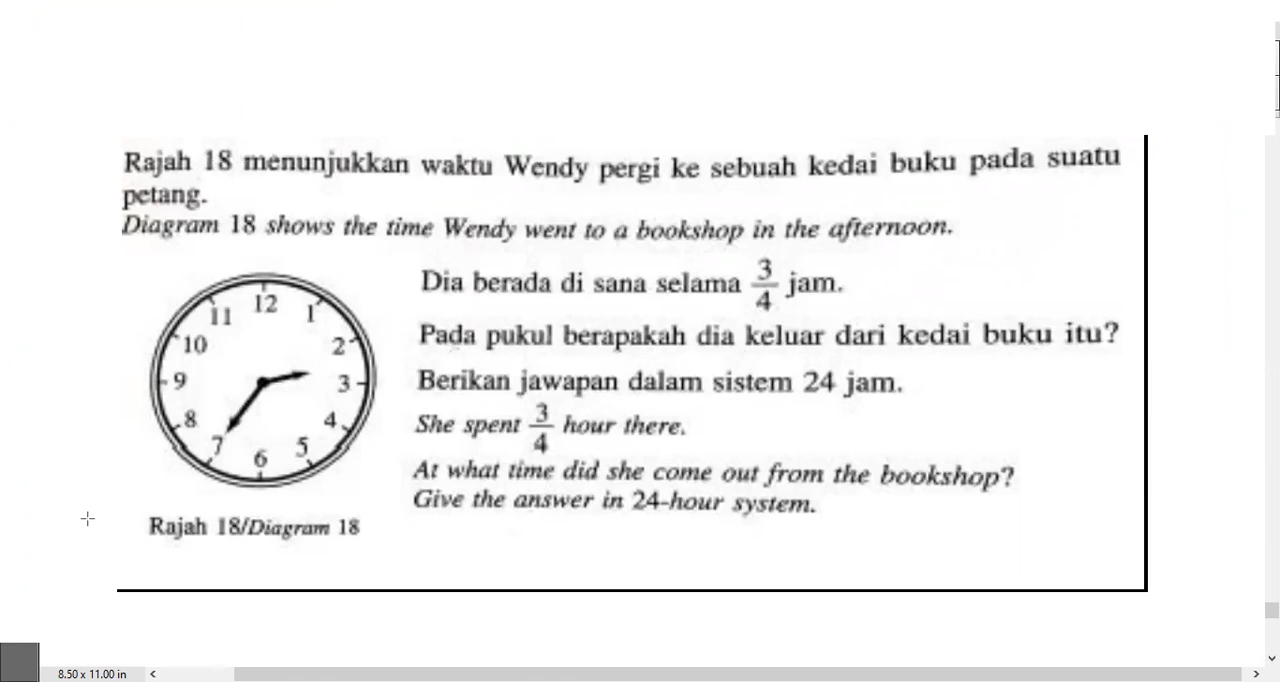 Rajah 18 menunjukkan waktu Wendy pergi ke sebuah kedai buku pada suatu
petang.
Diagram 18 shows the time Wendy went to a bookshop in the afternoon.
12
11 1
10 2
9 3
8 4
7 5
6
Rajah 18/Diagram 18
Dia berada di sana selama 3/4 jam.
Pada pukul berapakah dia keluar dari kedai buku itu?
Berikan jawapan dalam sistem 24 jam.
She spent 3/4 hour there.
At what time did she come out from the bookshop?
Give the answer in 24-hour system.
8.50 x 11.00 in